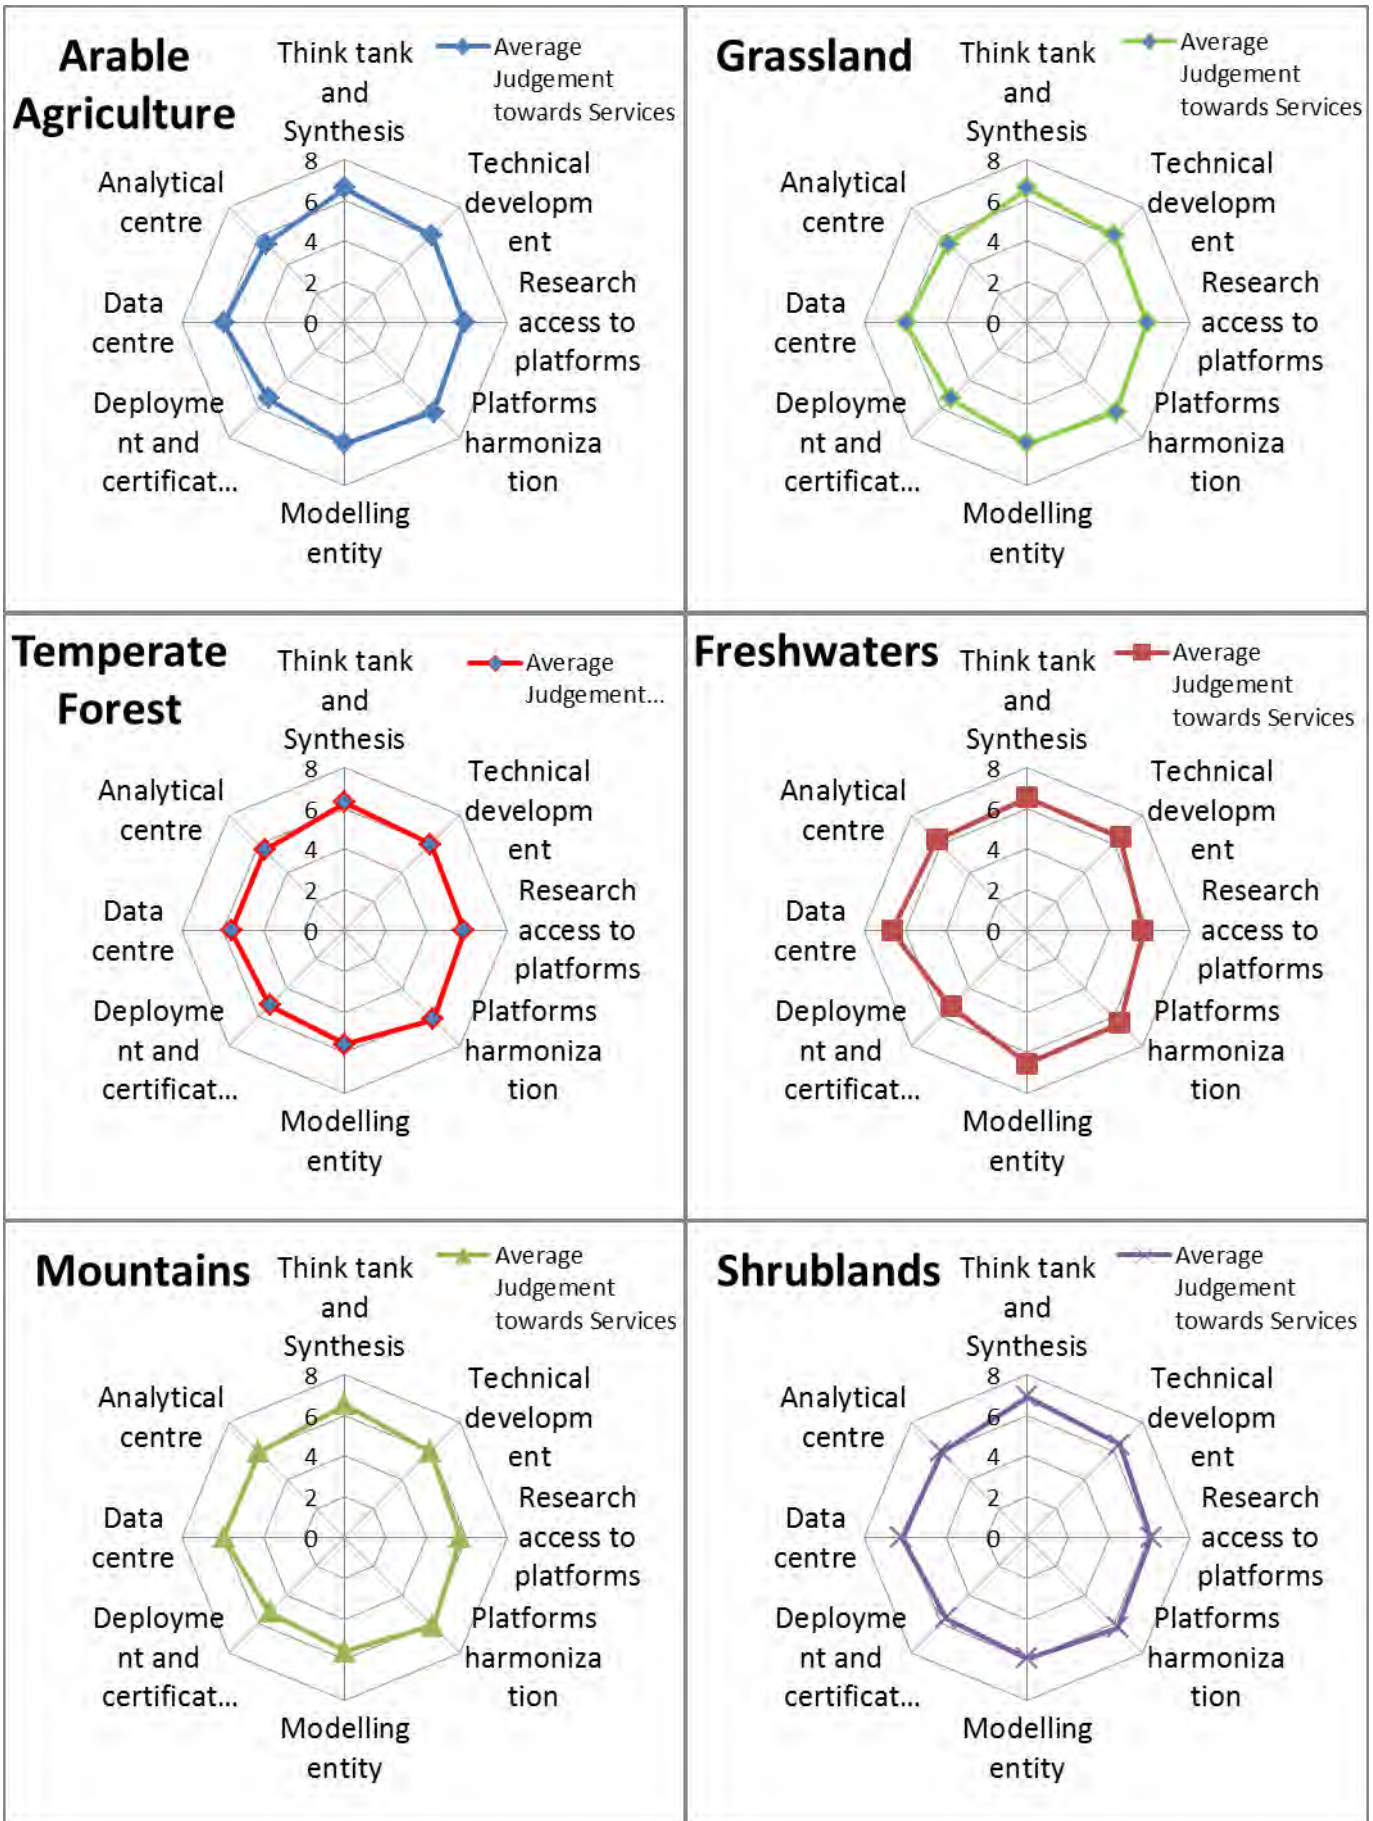 Arable
Agriculture
Average
Judgement
towards Services
Think tank
and
Synthesis
Technical
developm
ent
Research
access to
platforms
Platforms
harmoniza
tion
Modelling
entity
Deployme
nt and
certificat...
Data
centre
Analytical
centre
8
6
4
2
0
Grassland
Average
Judgement
towards Services
Think tank
and
Synthesis
Technical
developm
ent
Research
access to
platforms
Platforms
harmoniza
tion
Modelling
entity
Deployme
nt and
certificat...
Data
centre
Analytical
centre
8
6
4
2
0
Temperate
Forest
Average
Judgement...
Think tank
and
Synthesis
Technical
developm
ent
Research
access to
platforms
Platforms
harmoniza
tion
Modelling
entity
Deployme
nt and
certificat...
Data
centre
Analytical
centre
8
6
4
2
0
Freshwaters
Average
Judgement
towards Services
Think tank
and
Synthesis
Technical
developm
ent
Research
access to
platforms
Platforms
harmoniza
tion
Modelling
entity
Deployme
nt and
certificat...
Data
centre
Analytical
centre
8
6
4
2
0
Mountains
Average
Judgement
towards Services
Think tank
and
Synthesis
Technical
developm
ent
Research
access to
platforms
Platforms
harmoniza
tion
Modelling
entity
Deployme
nt and
certificat...
Data
centre
Analytical
centre
8
6
4
2
0
Shrublands
Average
Judgement
towards Services
Think tank
and
Synthesis
Technical
developm
ent
Research
access to
platforms
Platforms
harmoniza
tion
Modelling
entity
Deployme
nt and
certificat...
Data
centre
Analytical
centre
8
6
4
2
0